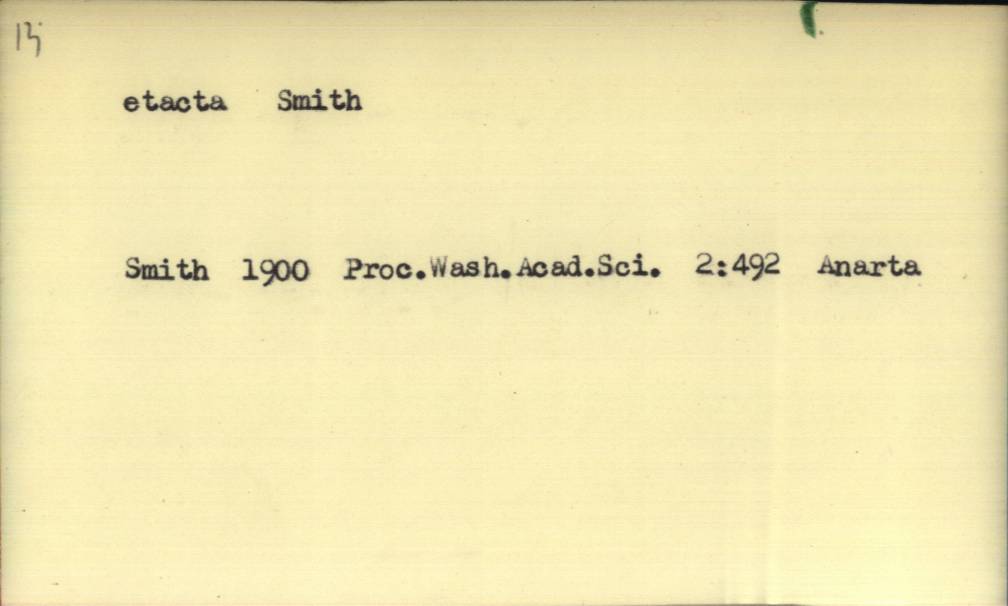 etacta Smith
Smith 1900 Proc.Wash.Acad.Sci. 2:492 Anarta